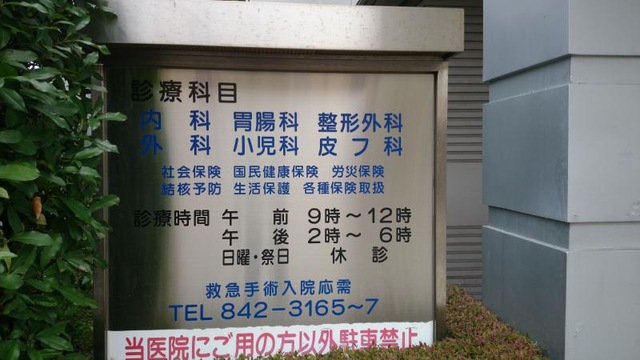 診療科目
内科 胃腸科 整形外科
外科 小児科 皮フ科
社会保険 国民健康保険 労災保険
結核予防 生活保護 各種保険取扱
診療時間 午前 9時～12時
午後 2時～6時
日曜・祭日 休診
救急手術入院応需
TEL 842-3165～7
当医院にご用の方以外駐車禁止